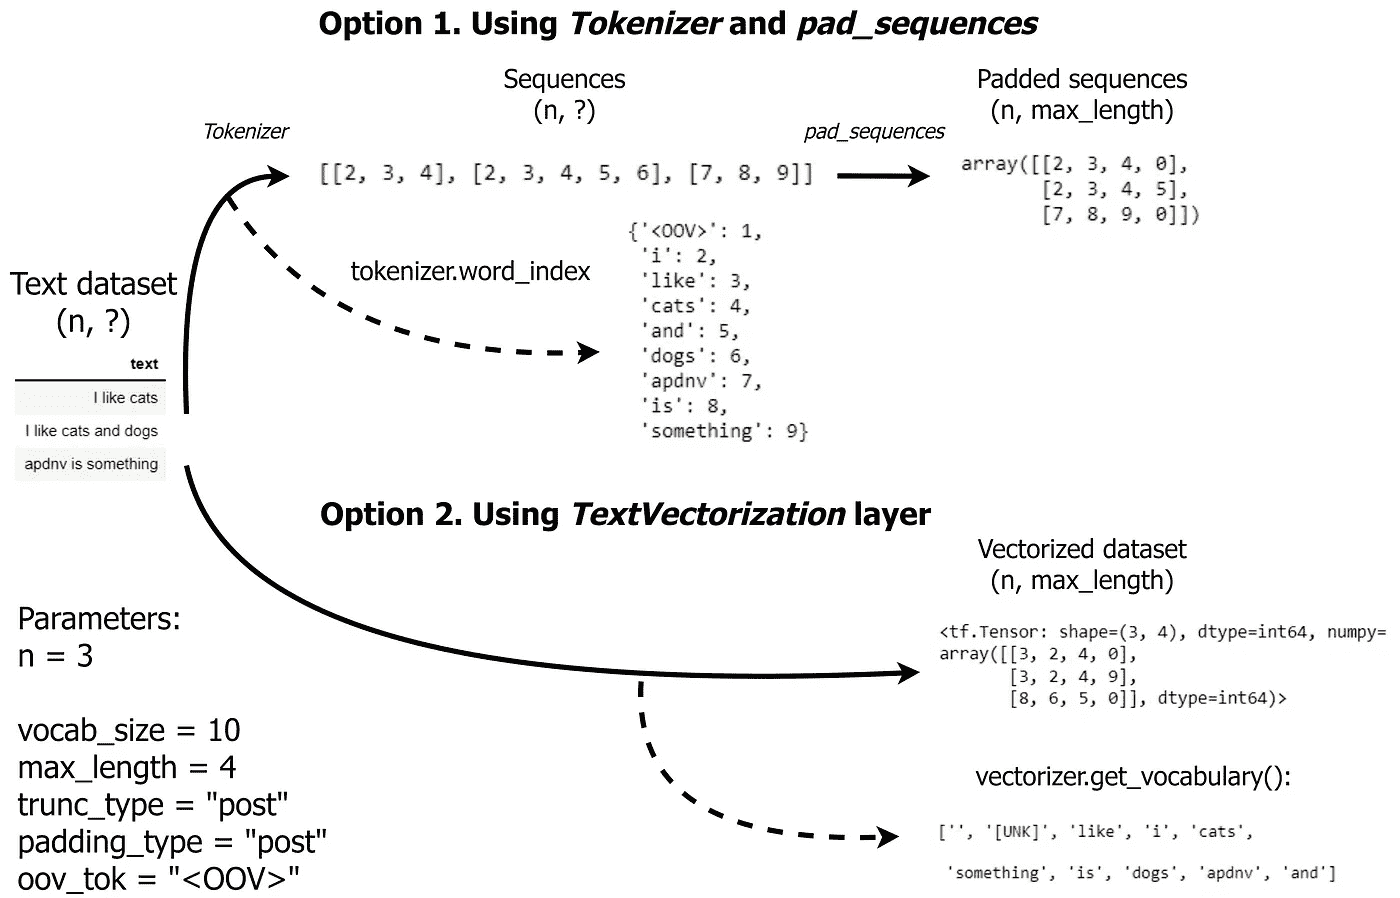 Option 1. Using Tokenizer and pad_sequences
Sequences
(n, ?)
Padded sequences
(n, max_length)
Tokenizer
pad_sequences
[[2, 3, 4], [2, 3, 4, 5, 6], [7, 8, 9]]
array([[2, 3, 4, 0],
[2, 3, 4, 5],
[7, 8, 9, 0]])
tokenizer.word_index
{'<OOV>': 1,
'i': 2,
'like': 3,
'cats': 4,
'and': 5,
'dogs': 6,
'apdnv': 7,
'is': 8,
'something': 9}
Text dataset
(n, ?)
text
I like cats
I like cats and dogs
apdnv is something
Option 2. Using TextVectorization layer
Vectorized dataset
(n, max_length)
<tf.Tensor: shape=(3, 4), dtype=int64, numpy=
array([[3, 2, 4, 0],
[3, 2, 4, 9],
[8, 6, 5, 0]], dtype=int64)>
vectorizer.get_vocabulary():
['', '[UNK]', 'like', 'i', 'cats',
'something', 'is', 'dogs', 'apdnv', 'and']
Parameters:
n = 3
vocab_size = 10
max_length = 4
trunc_type = "post"
padding_type = "post"
oov_tok = "<OOV>"